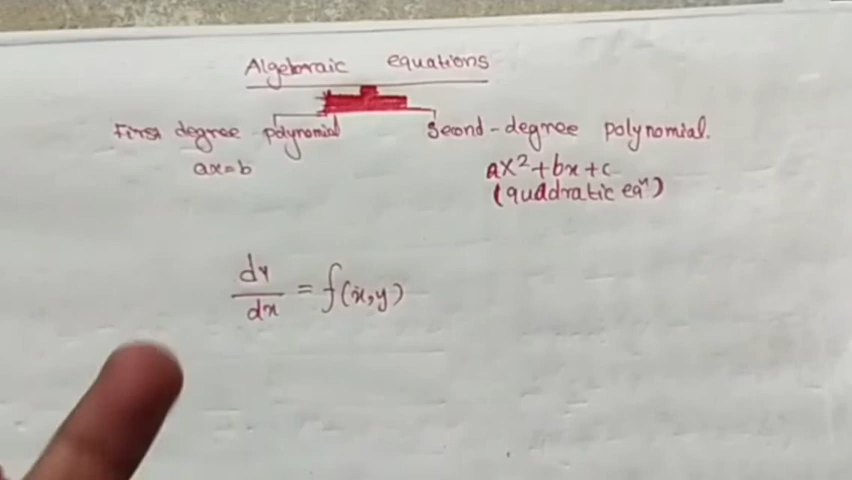 Algebraic equations
First degree polynomial
ax=b
Second-degree polynomial.
ax²+bx+c
(quadratic eqⁿ)
dy/dx = f(x,y)